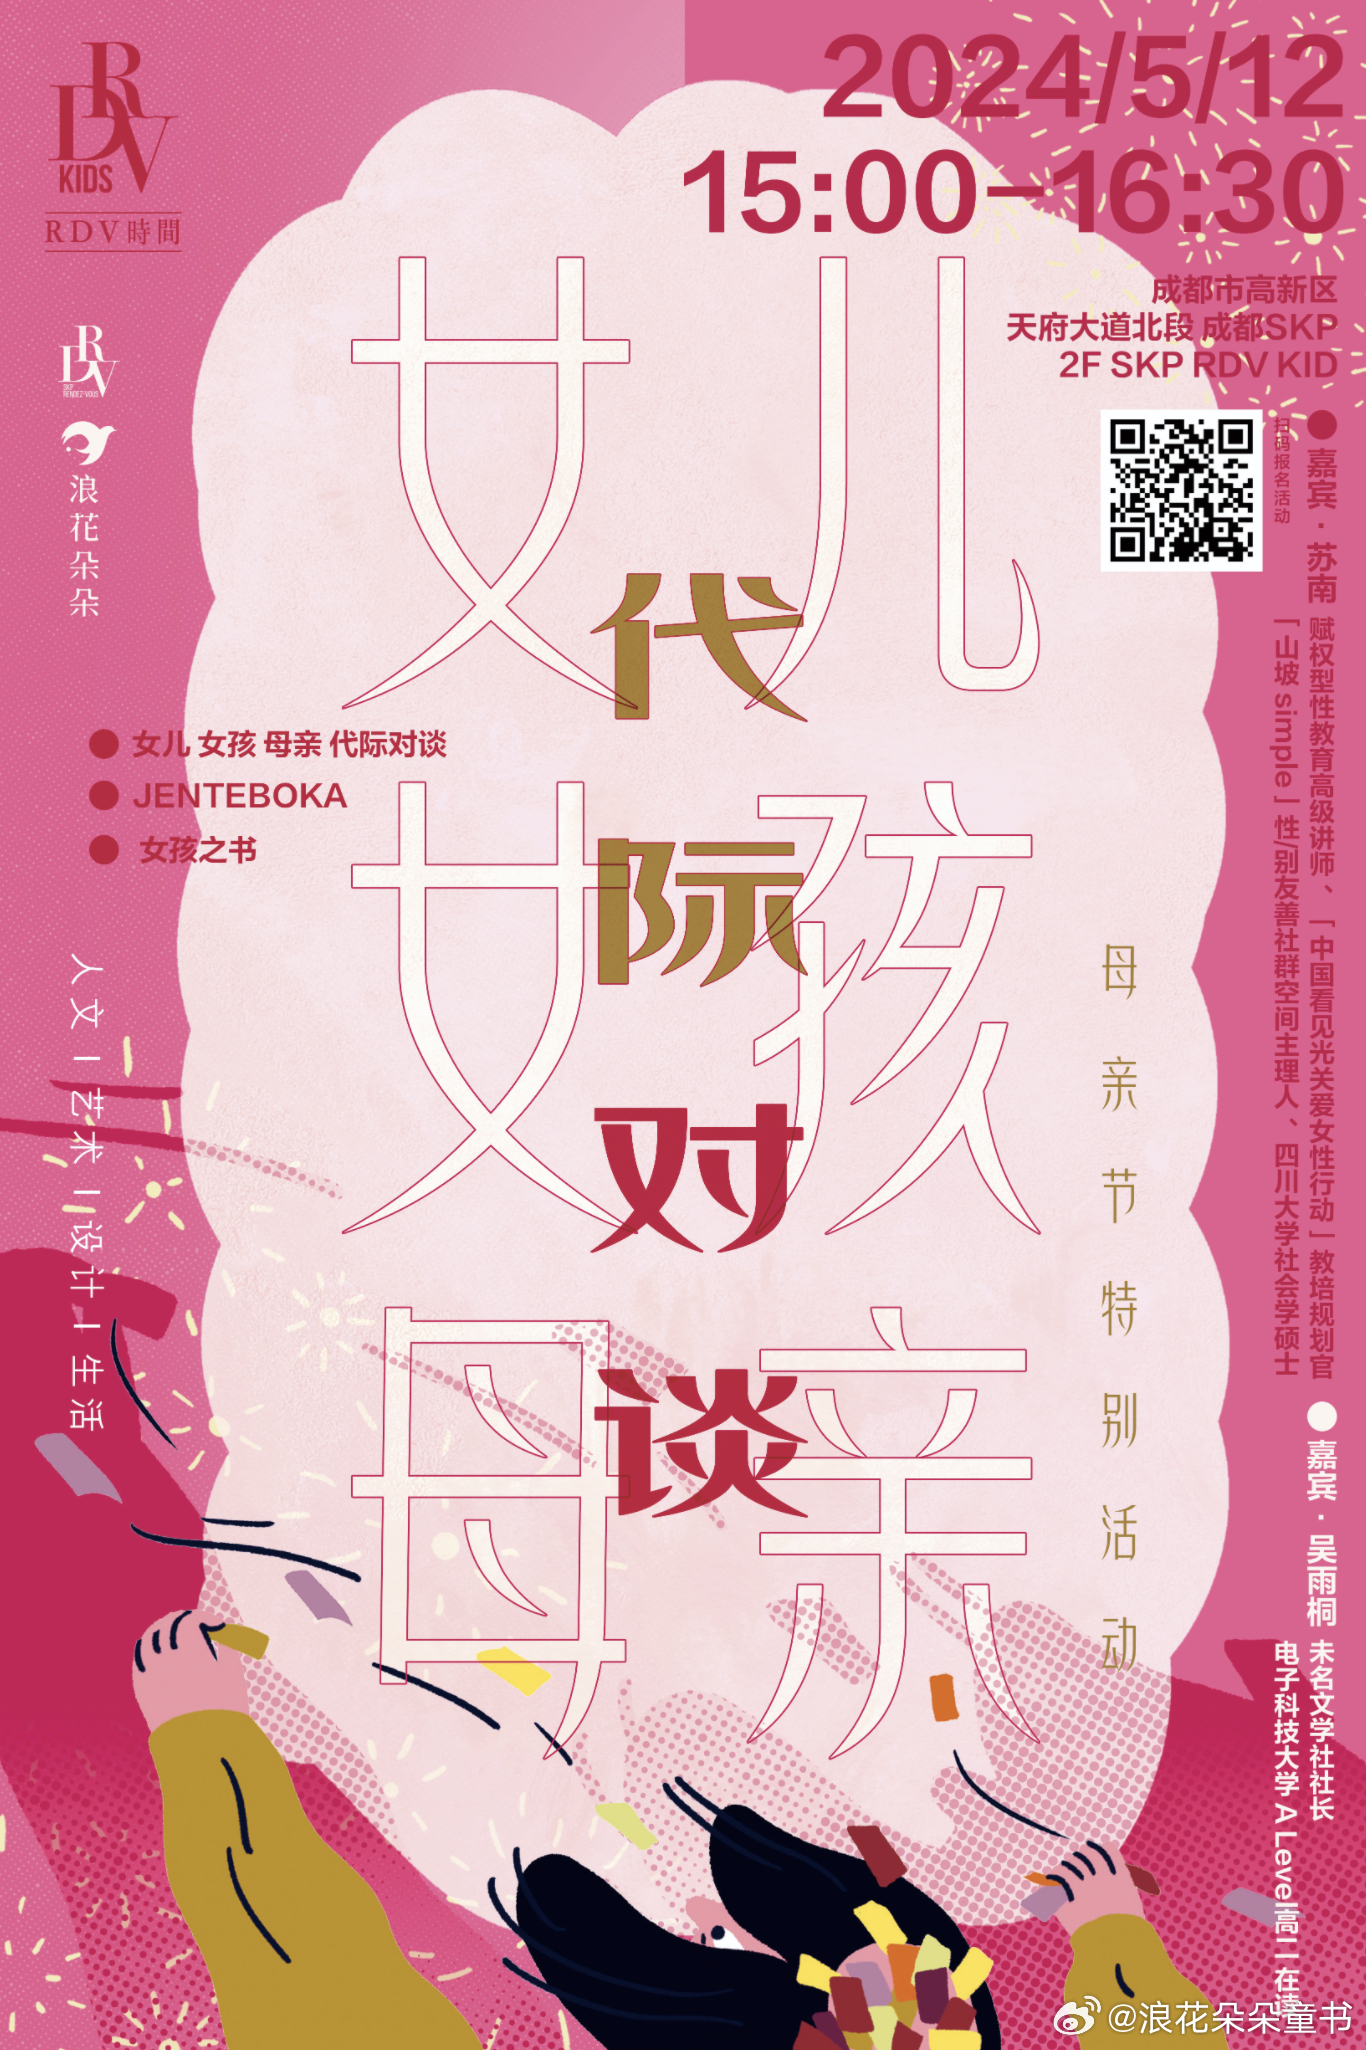 RDV
KIDS
RDV時間
2024/5/12
15:00-16:30
成都市高新区
天府大道北段 成都SKP
2F SKP RDV KID
扫码报名活动
RDV
SKP
RENDEZ-VOUS
浪花朵朵
女儿
女孩
母亲
代际对谈
女儿 女孩 母亲 代际对谈
JENTEBOKA
女孩之书
人文 | 艺术 | 设计 | 生活
母亲节特别活动
嘉宾 · 苏南
赋权型性教育高级讲师、「中国看见光关爱女性行动」教培规划官
「山坡 simple」性/别友善社群空间主理人、四川大学社会学硕士
嘉宾 · 吴雨桐
未名文学社社长
电子科技大学 A Level高二在读
@浪花朵朵童书